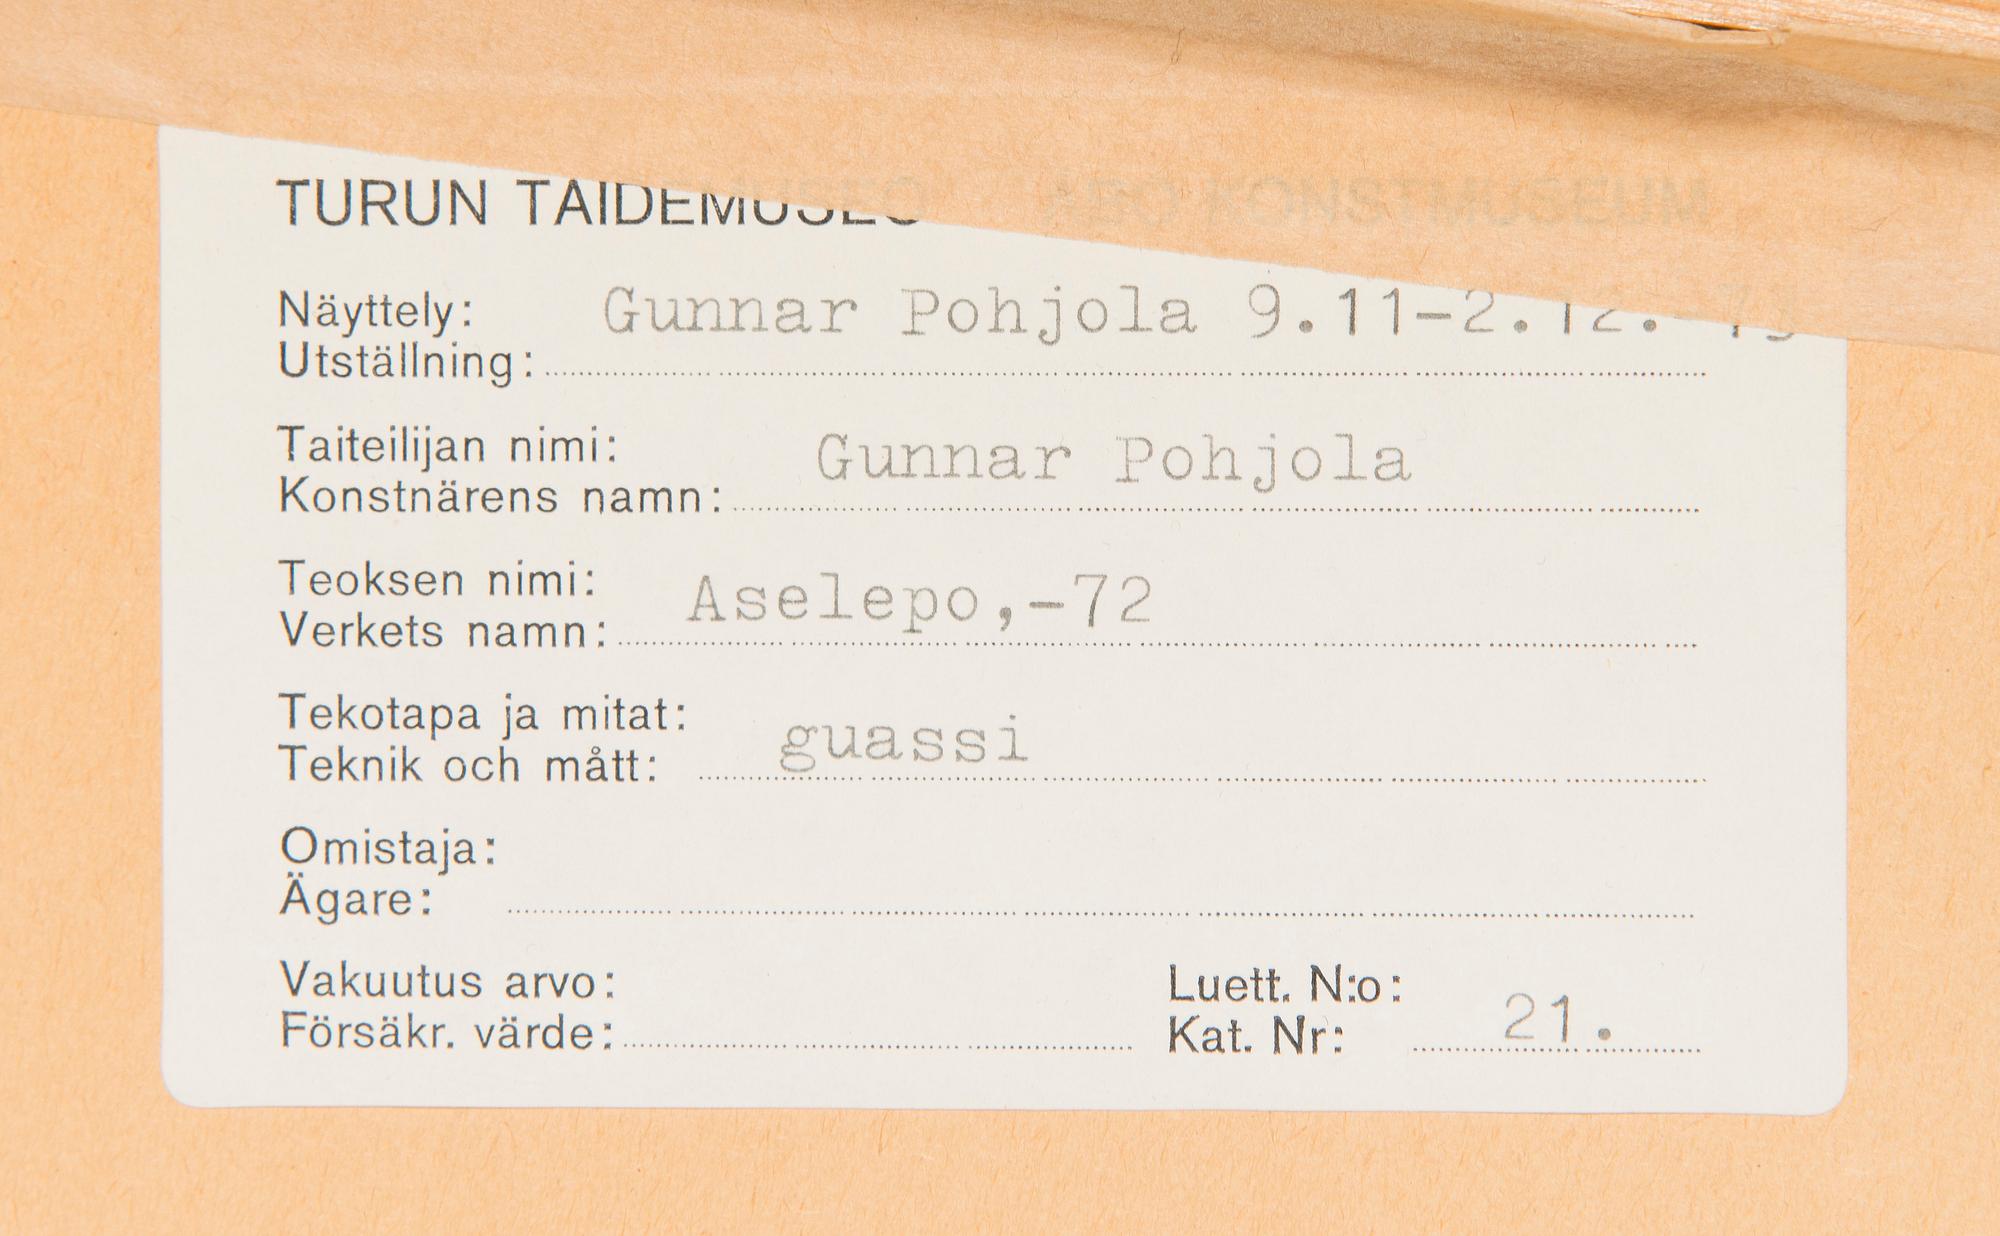 TURUN TAIDEMUSEO ÅBO KONSTMUSEUM
Näyttely: Gunnar Pohjola 9.11-2.12.
Utställning:
Taiteilijan nimi: Gunnar Pohjola
Konstnärens namn:
Teoksen nimi: Aselepo,-72
Verkets namn:
Tekotapa ja mitat: guassi
Teknik och mått:
Omistaja:
Ägare:
Vakuutus arvo: Luett. N:o:
Försäkr. värde: Kat. Nr: 21.